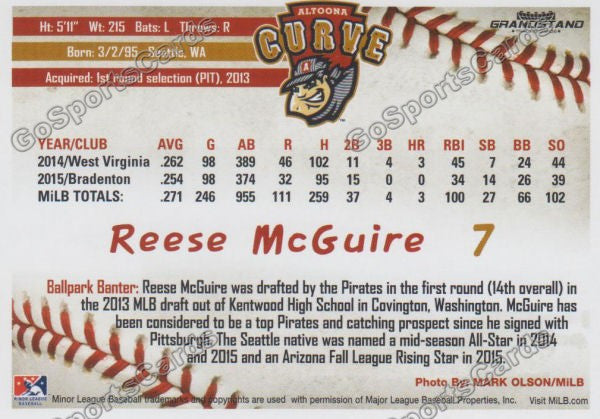 Ht: 5'11" Wt: 215 Bats: L Throws: R
Born: 3/2/95 Seattle, WA
Acquired: 1st round selection (PIT), 2013
ALTOONA
CURVE
A
TM
GRANDSTAND
YEAR/CLUB AVG G AB R H 2B 3B HR RBI SB BB SO
2014/West Virginia .262 98 389 46 102 11 4 3 45 7 24 44
2015/Bradenton .254 98 374 32 95 15 0 0 34 14 26 39
MiLB TOTALS: .271 246 955 111 259 37 4 3 100 27 66 102
Reese McGuire 7
Ballpark Banter: Reese McGuire was drafted by the Pirates in the first round (14th overall) in
the 2013 MLB draft out of Kentwood High School in Covington, Washington. McGuire has
been considered to be a top Pirates and catching prospect since he signed with
Pittsburgh. The Seattle native was named a mid-season All-Star in 2014
and 2015 and an Arizona Fall League Rising Star in 2015.
Photo By: MARK OLSON/MiLB
MINOR LEAGUE
BASEBALL
Minor League Baseball trademarks and copyrights are used with permission of Major League Baseball Properties, Inc. Visit MiLB.com
GoSportsCards
GoSportsCards
GoSportsCards
GoSportsCards